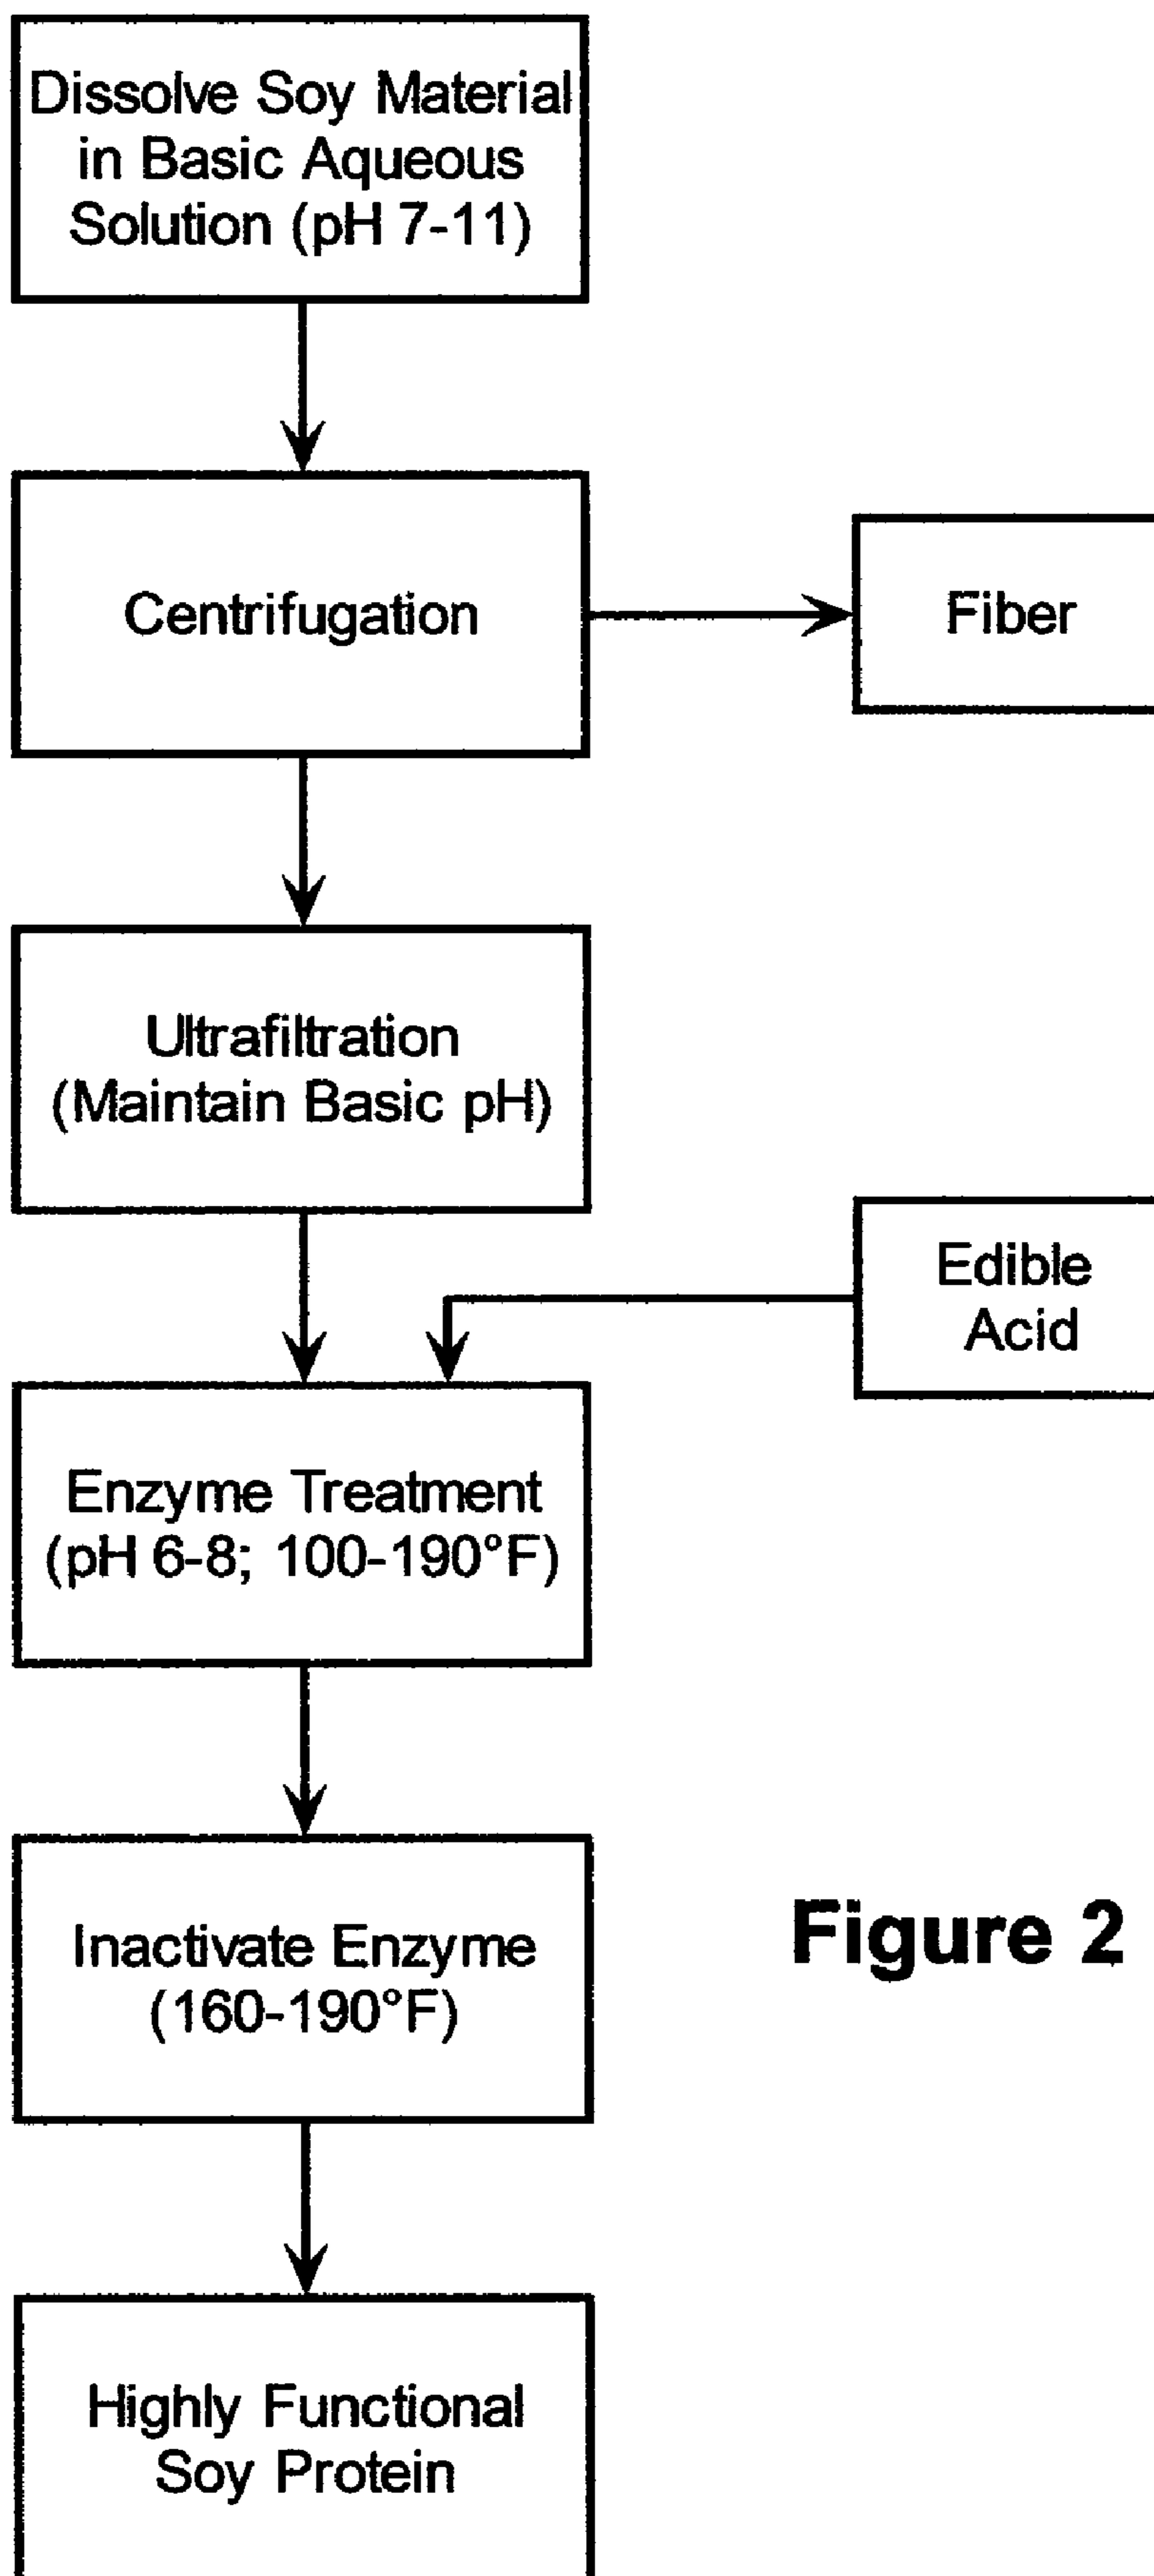 Dissolve Soy Material
in Basic Aqueous
Solution (pH 7-11)
Centrifugation
Fiber
Ultrafiltration
(Maintain Basic pH)
Edible
Acid
Enzyme Treatment
(pH 6-8; 100-190°F)
Inactivate Enzyme
(160-190°F)
Figure 2
Highly Functional
Soy Protein